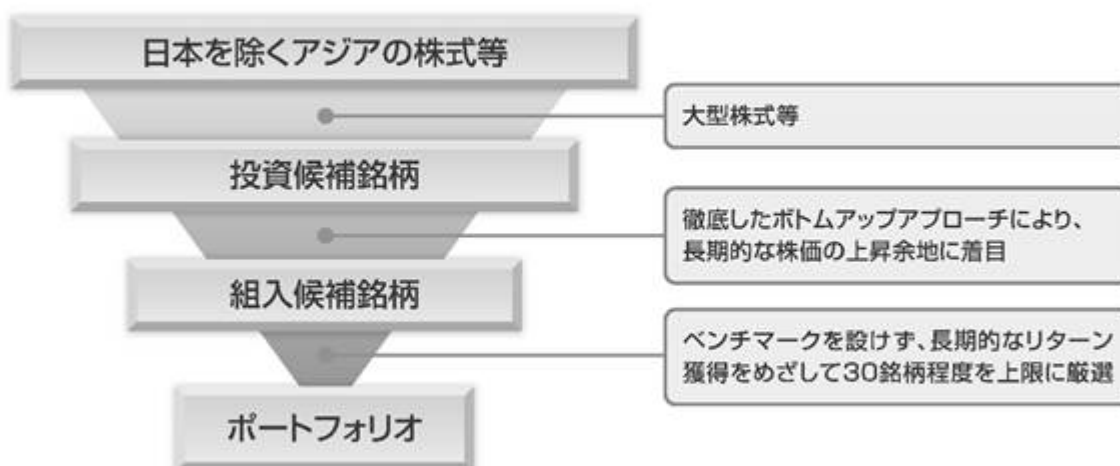 日本を除くアジアの株式等
大型株式等
投資候補銘柄
徹底したボトムアップアプローチにより、
長期的な株価の上昇余地に着目
組入候補銘柄
ベンチマークを設けず、長期的なリターン
獲得をめざして30銘柄程度を上限に厳選
ポートフォリオ